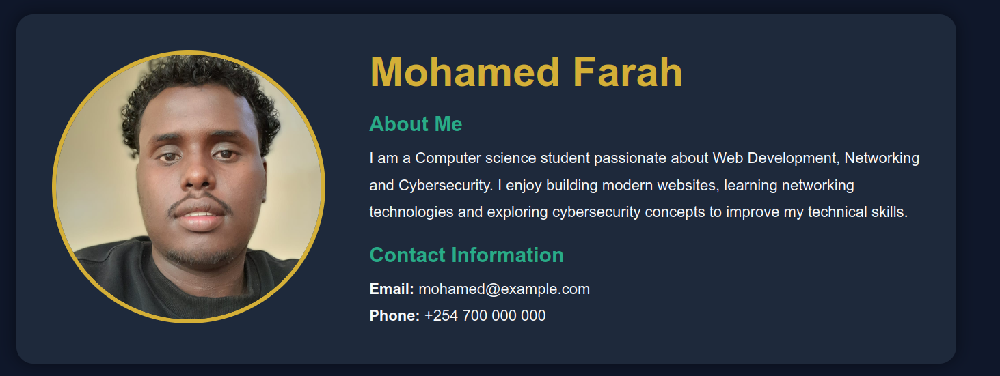 Mohamed Farah
About Me
I am a Computer science student passionate about Web Development, Networking
and Cybersecurity. I enjoy building modern websites, learning networking
technologies and exploring cybersecurity concepts to improve my technical skills.
Contact Information
Email: mohamed@example.com
Phone: +254 700 000 000